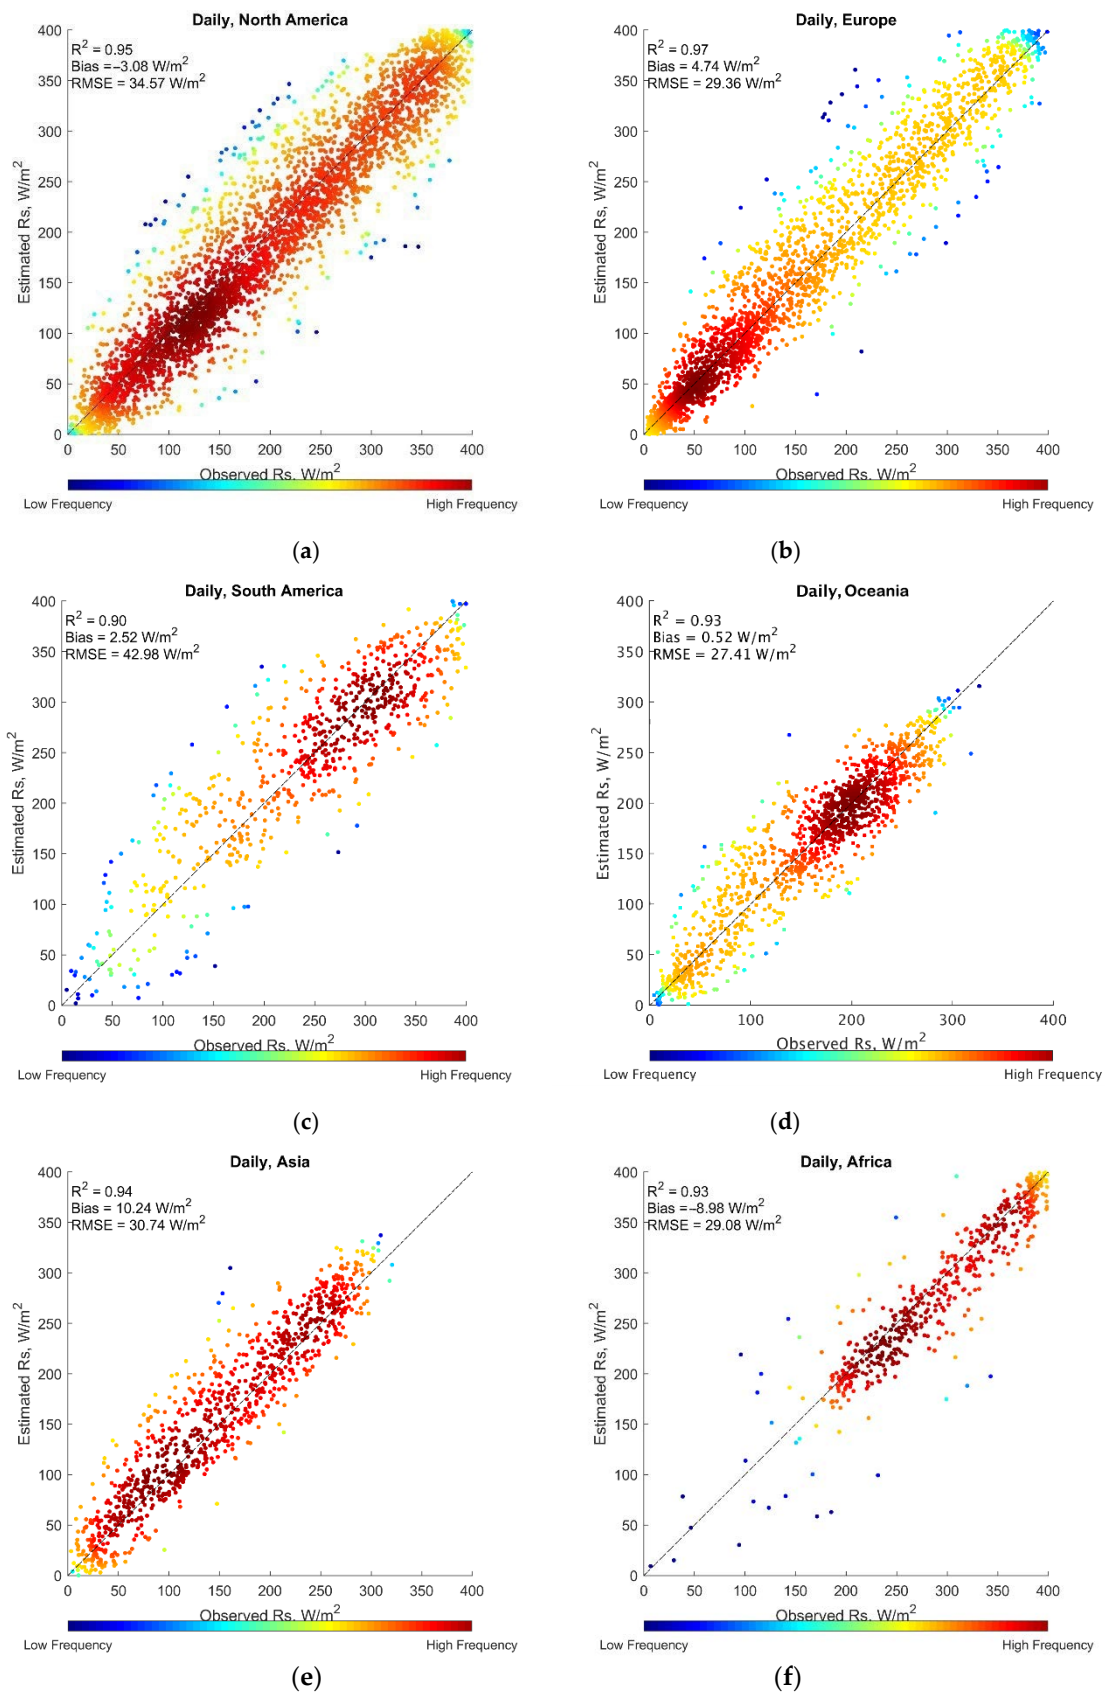 Daily, North America
R² = 0.95
Bias =−3.08 W/m²
RMSE = 34.57 W/m²
Estimated Rs, W/m²
400
350
300
250
200
150
100
50
0
0 50 100 150 200 250 300 350 400
Observed Rs, W/m²
Low Frequency High Frequency
(a)
Daily, Europe
R² = 0.97
Bias = 4.74 W/m²
RMSE = 29.36 W/m²
Estimated Rs, W/m²
400
350
300
250
200
150
100
50
0
0 50 100 150 200 250 300 350 400
Observed Rs, W/m²
Low Frequency High Frequency
(b)
Daily, South America
R² = 0.90
Bias = 2.52 W/m²
RMSE = 42.98 W/m²
Estimated Rs, W/m²
400
350
300
250
200
150
100
50
0
0 50 100 150 200 250 300 350 400
Observed Rs, W/m²
Low Frequency High Frequency
(c)
Daily, Oceania
R² = 0.93
Bias = 0.52 W/m²
RMSE = 27.41 W/m²
Estimated Rs, W/m²
400
350
300
250
200
150
100
50
0
0 100 200 300 400
Observed Rs, W/m²
Low Frequency High Frequency
(d)
Daily, Asia
R² = 0.94
Bias = 10.24 W/m²
RMSE = 30.74 W/m²
Estimated Rs, W/m²
400
350
300
250
200
150
100
50
0
0 50 100 150 200 250 300 350 400
Observed Rs, W/m²
Low Frequency High Frequency
(e)
Daily, Africa
R² = 0.93
Bias =−8.98 W/m²
RMSE = 29.08 W/m²
Estimated Rs, W/m²
400
350
300
250
200
150
100
50
0
0 50 100 150 200 250 300 350 400
Observed Rs, W/m²
Low Frequency High Frequency
(f)